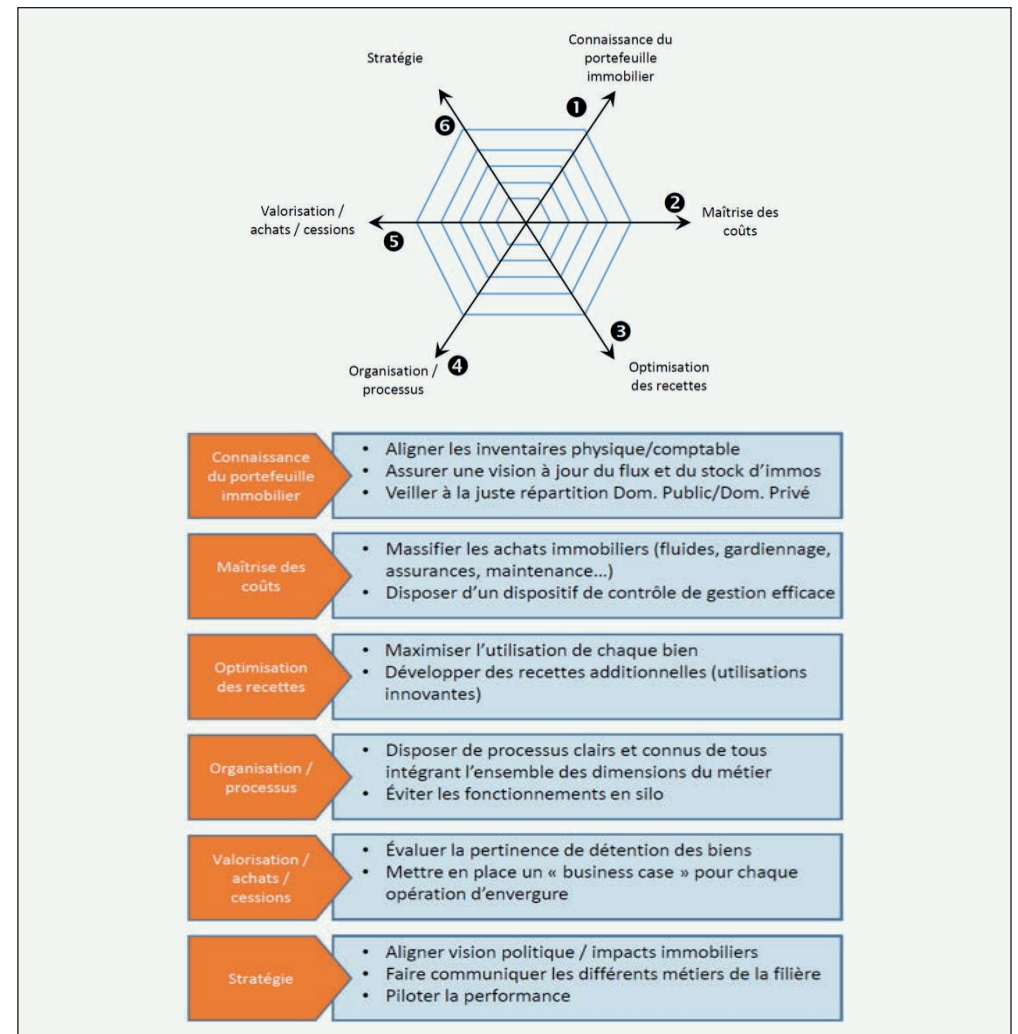 Stratégie
Connaissance du
portefeuille
immobilier
❶
❻
Valorisation /
achats / cessions
❷
Maîtrise des
coûts
❺
❸
Organisation /
processus
❹
Optimisation
des recettes
Connaissance
du portefeuille
immobilier
• Aligner les inventaires physique/comptable
• Assurer une vision à jour du flux et du stock d’immos
• Veiller à la juste répartition Dom. Public/Dom. Privé
Maîtrise des
coûts
• Massifier les achats immobiliers (fluides, gardiennage,
assurances, maintenance...)
• Disposer d’un dispositif de contrôle de gestion efficace
Optimisation
des recettes
• Maximiser l’utilisation de chaque bien
• Développer des recettes additionnelles (utilisations
innovantes)
Organisation /
processus
• Disposer de processus clairs et connus de tous
intégrant l’ensemble des dimensions du métier
• Éviter les fonctionnements en silo
Valorisation /
achats /
cessions
• Évaluer la pertinence de détention des biens
• Mettre en place un « business case » pour chaque
opération d’envergure
Stratégie
• Aligner vision politique / impacts immobiliers
• Faire communiquer les différents métiers de la filière
• Piloter la performance